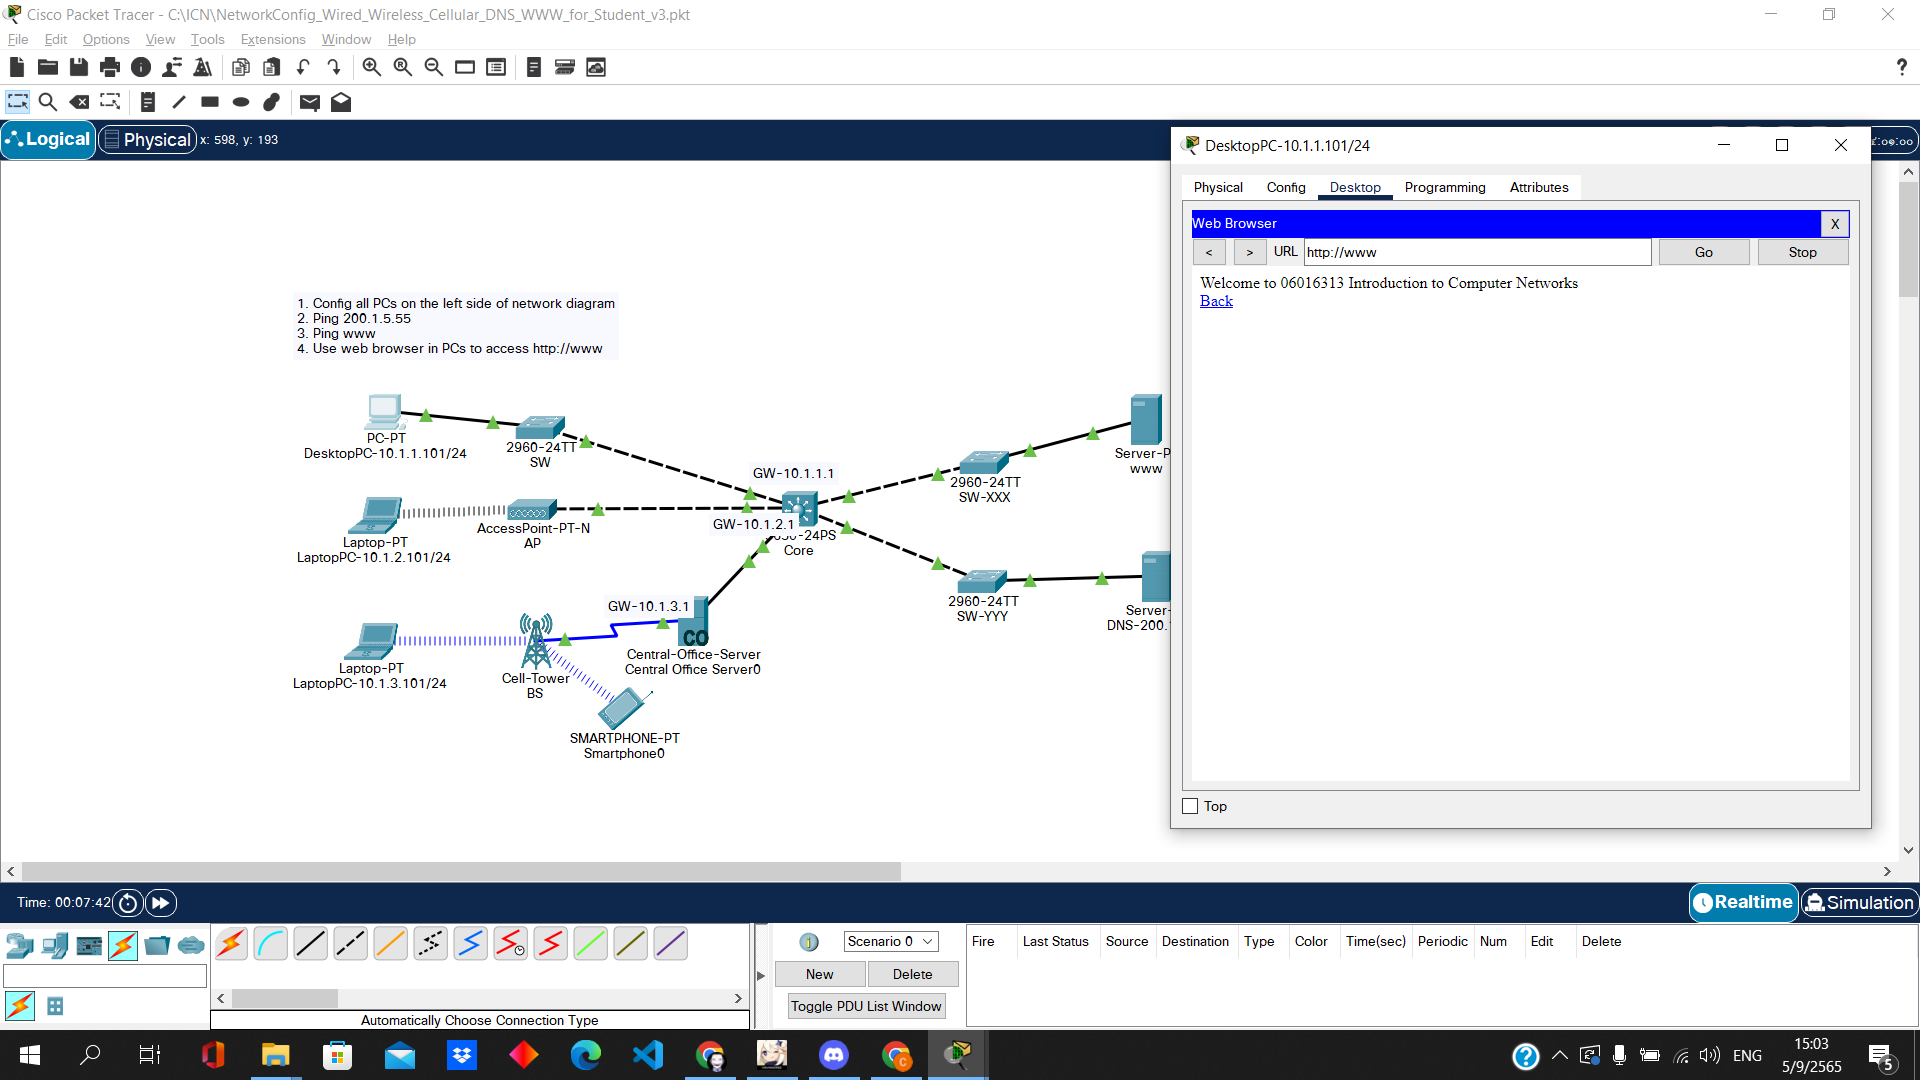 Cisco Packet Tracer - C:\ICN\NetworkConfig_Wired_Wireless_Cellular_DNS_WWW_for_Student_v3.pkt
File Edit Options View Tools Extensions Window Help
Logical Physical x: 598, y: 193
DesktopPC-10.1.1.101/24
Physical Config Desktop Programming Attributes
Web Browser X
< > URL http://www Go Stop
Welcome to 06016313 Introduction to Computer Networks
Back
Top
1. Config all PCs on the left side of network diagram
2. Ping 200.1.5.55
3. Ping www
4. Use web browser in PCs to access http://www
PC-PT
DesktopPC-10.1.1.101/24
2960-24TT
SW
GW-10.1.1.1
2960-24TT
SW-XXX
Server-P
www
Laptop-PT
LaptopPC-10.1.2.101/24
AccessPoint-PT-N
AP
GW-10.1.2.1
-24PS
Core
2960-24TT
SW-YYY
Server-
DNS-200.
GW-10.1.3.1
CO
Central-Office-Server
Central Office Server0
Laptop-PT
LaptopPC-10.1.3.101/24
Cell-Tower
BS
SMARTPHONE-PT
Smartphone0
Time: 00:07:42
Realtime Simulation
Scenario 0
New Delete
Toggle PDU List Window
Fire Last Status Source Destination Type Color Time(sec) Periodic Num Edit Delete
Automatically Choose Connection Type
ENG
15:03
5/9/2565
5